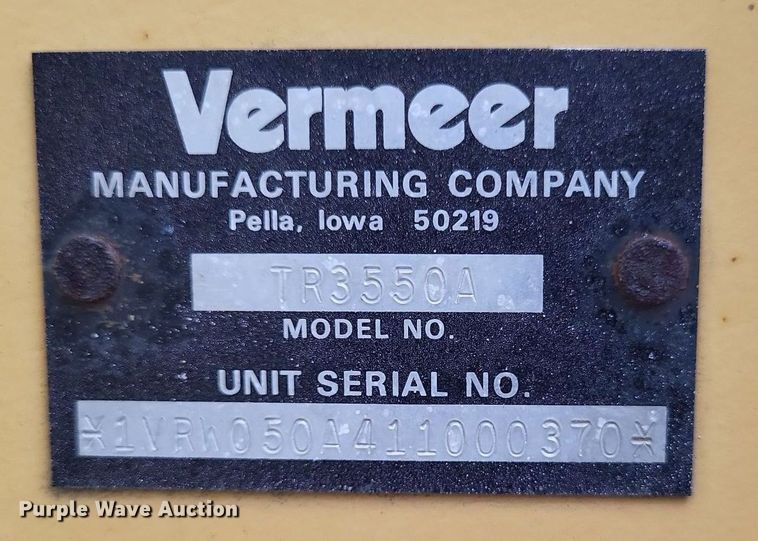 Vermeer
MANUFACTURING COMPANY
Pella, Iowa 50219
TR3550A
MODEL NO.
UNIT SERIAL NO.
*1VRW050A411000370*
Purple Wave Auction